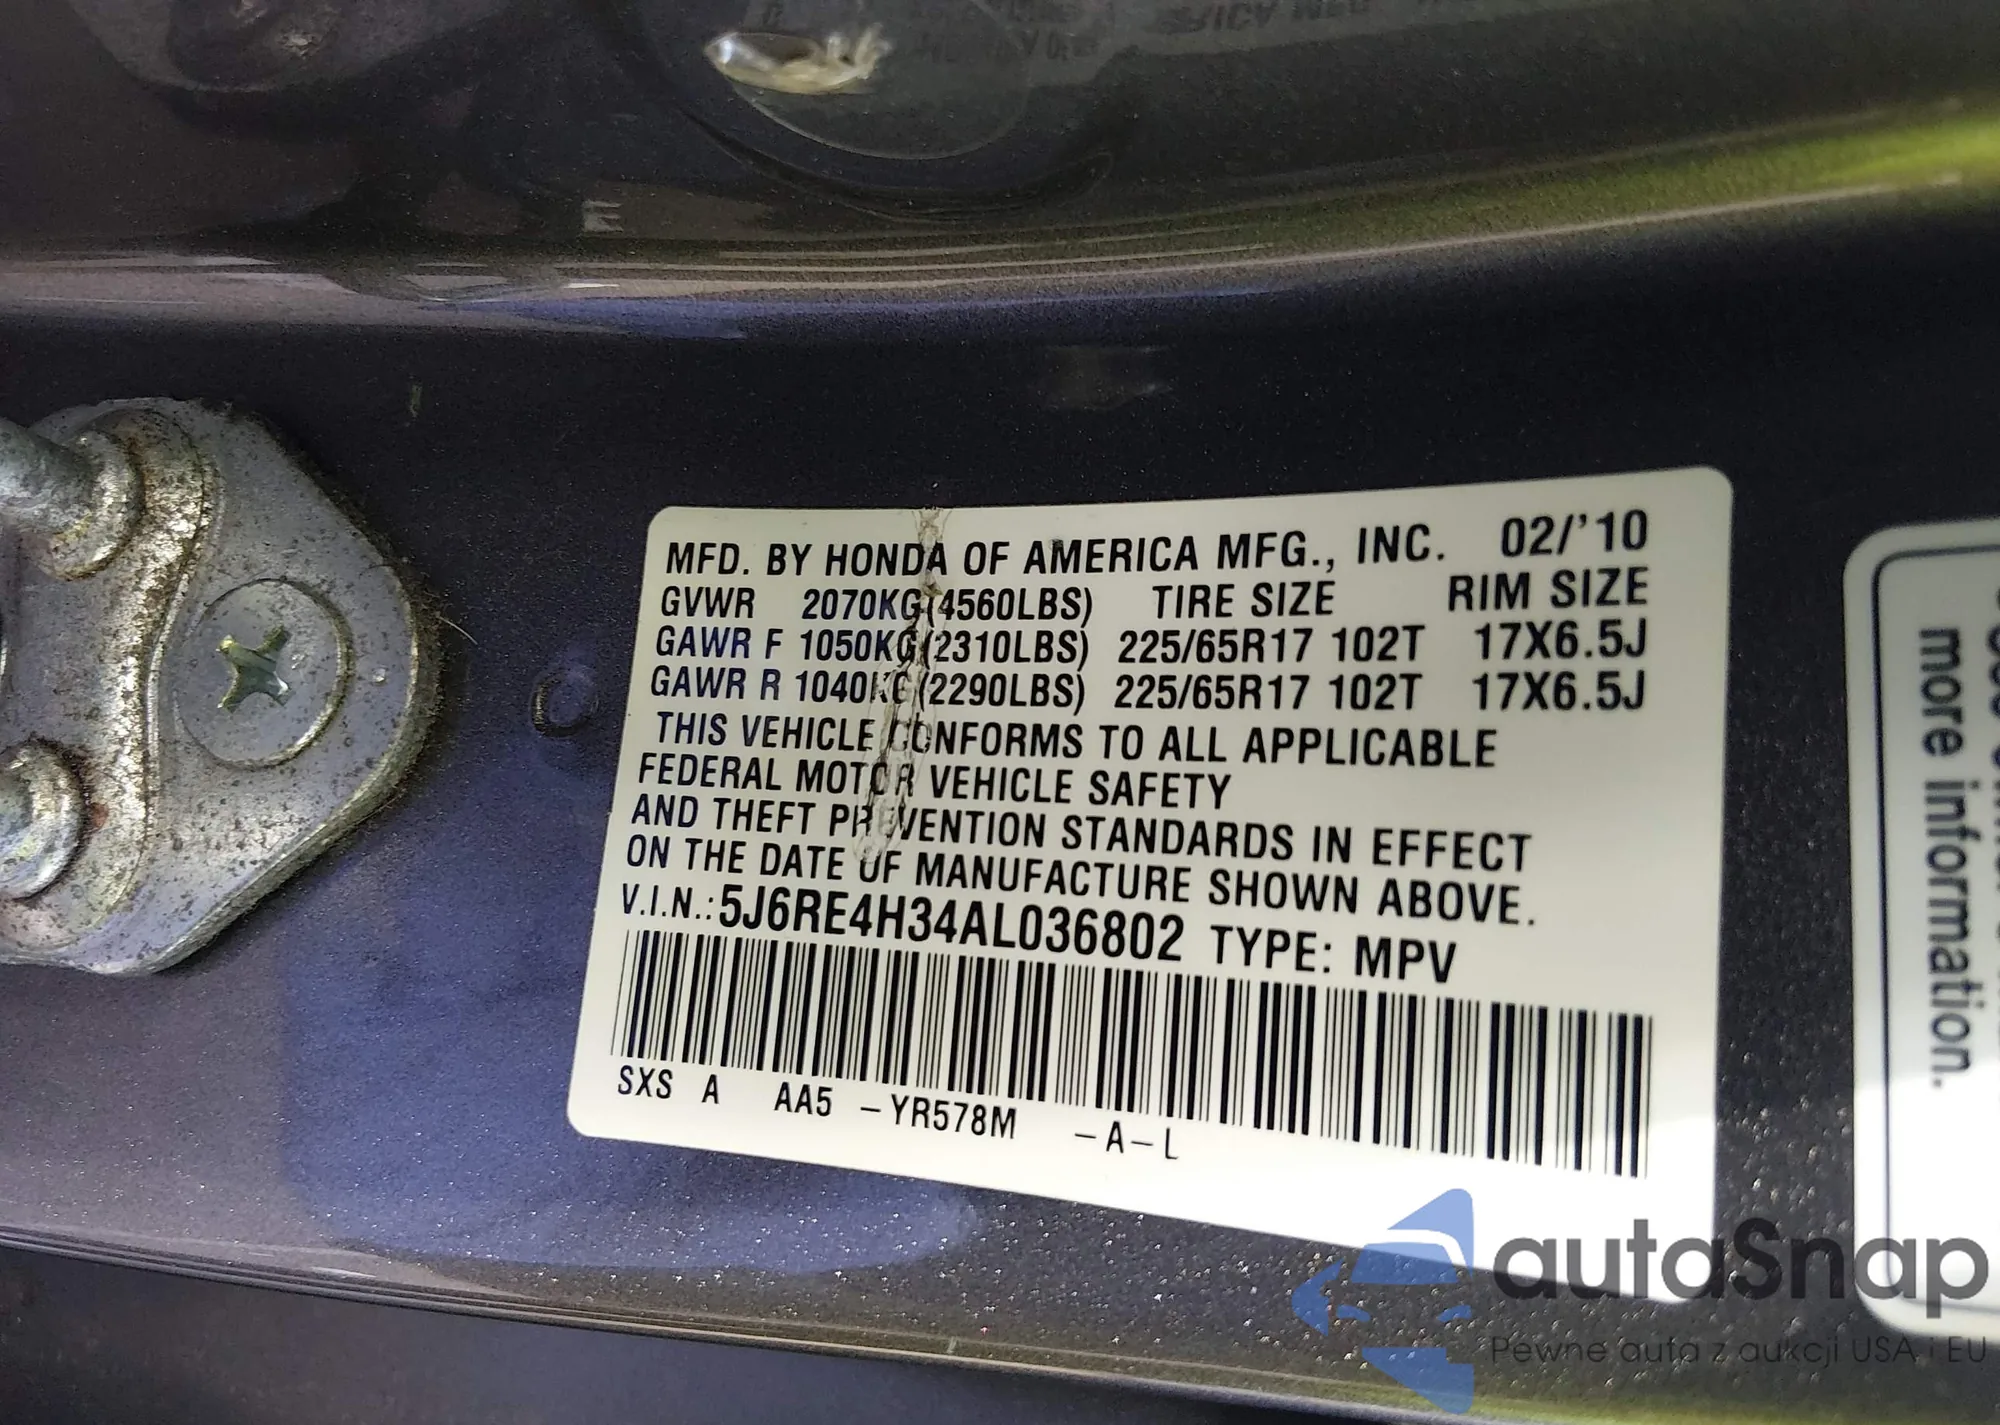 MFD. BY HONDA OF AMERICA MFG., INC. 02/'10
GVWR 2070KG(4560LBS) TIRE SIZE RIM SIZE
GAWR F 1050KG(2310LBS) 225/65R17 102T 17X6.5J
GAWR R 1040KG(2290LBS) 225/65R17 102T 17X6.5J
THIS VEHICLE CONFORMS TO ALL APPLICABLE
FEDERAL MOTOR VEHICLE SAFETY
AND THEFT PREVENTION STANDARDS IN EFFECT
ON THE DATE OF MANUFACTURE SHOWN ABOVE.
V.I.N.:5J6RE4H34AL036802 TYPE: MPV
SXS A AA5 -YR578M -A-L
more information.
autaSnap
Pewne auta z aukcji USA i EU